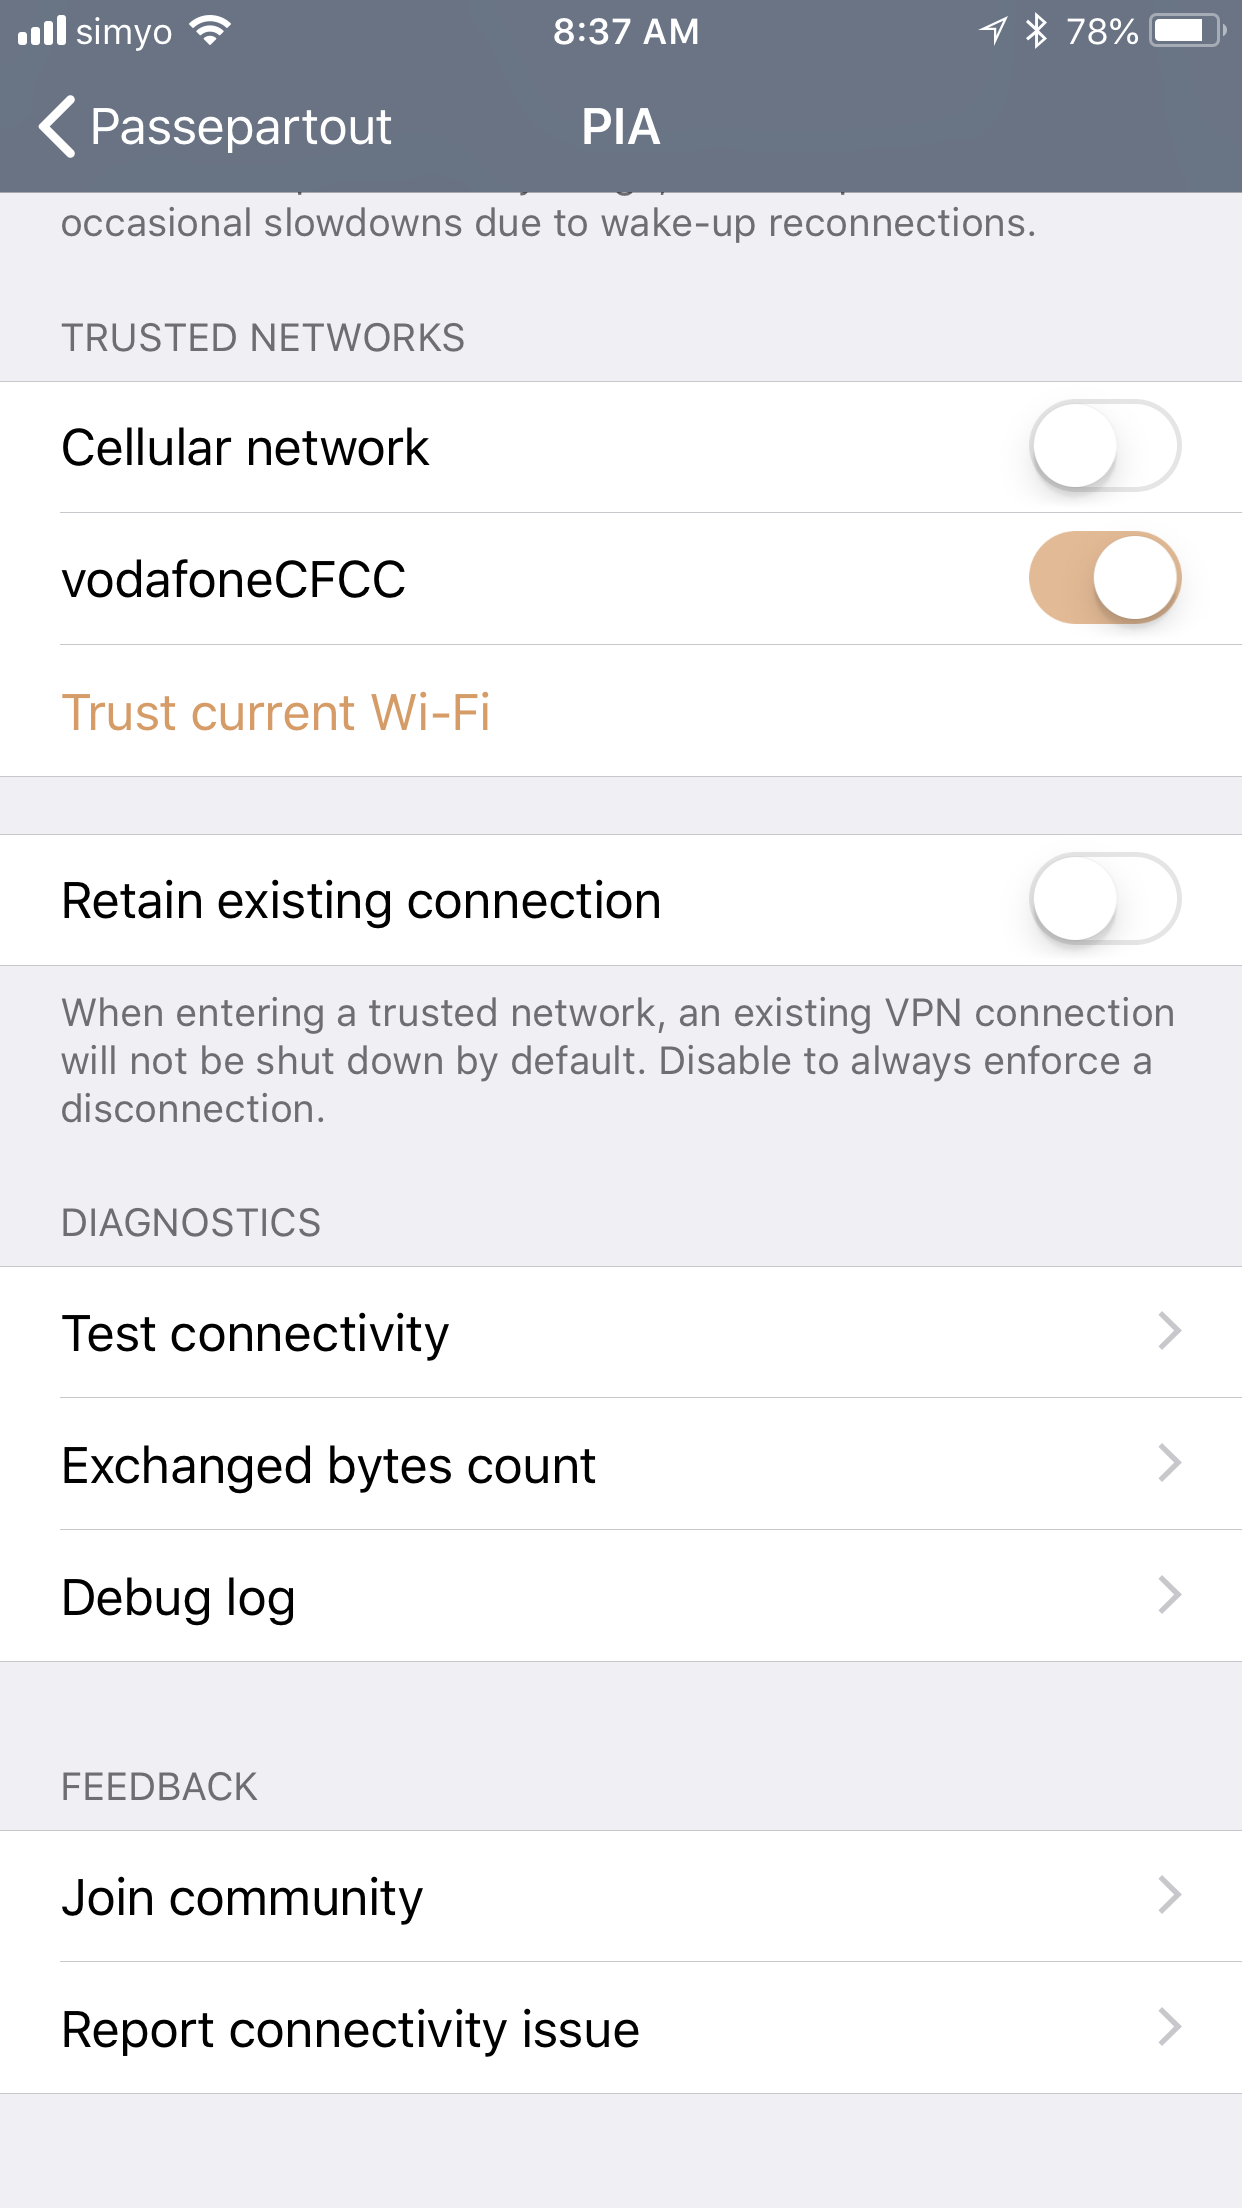 simyo 8:37 AM 78%
Passepartout PIA
occasional slowdowns due to wake-up reconnections.
TRUSTED NETWORKS
Cellular network
vodafoneCFCC
Trust current Wi-Fi
Retain existing connection
When entering a trusted network, an existing VPN connection
will not be shut down by default. Disable to always enforce a
disconnection.
DIAGNOSTICS
Test connectivity
Exchanged bytes count
Debug log
FEEDBACK
Join community
Report connectivity issue